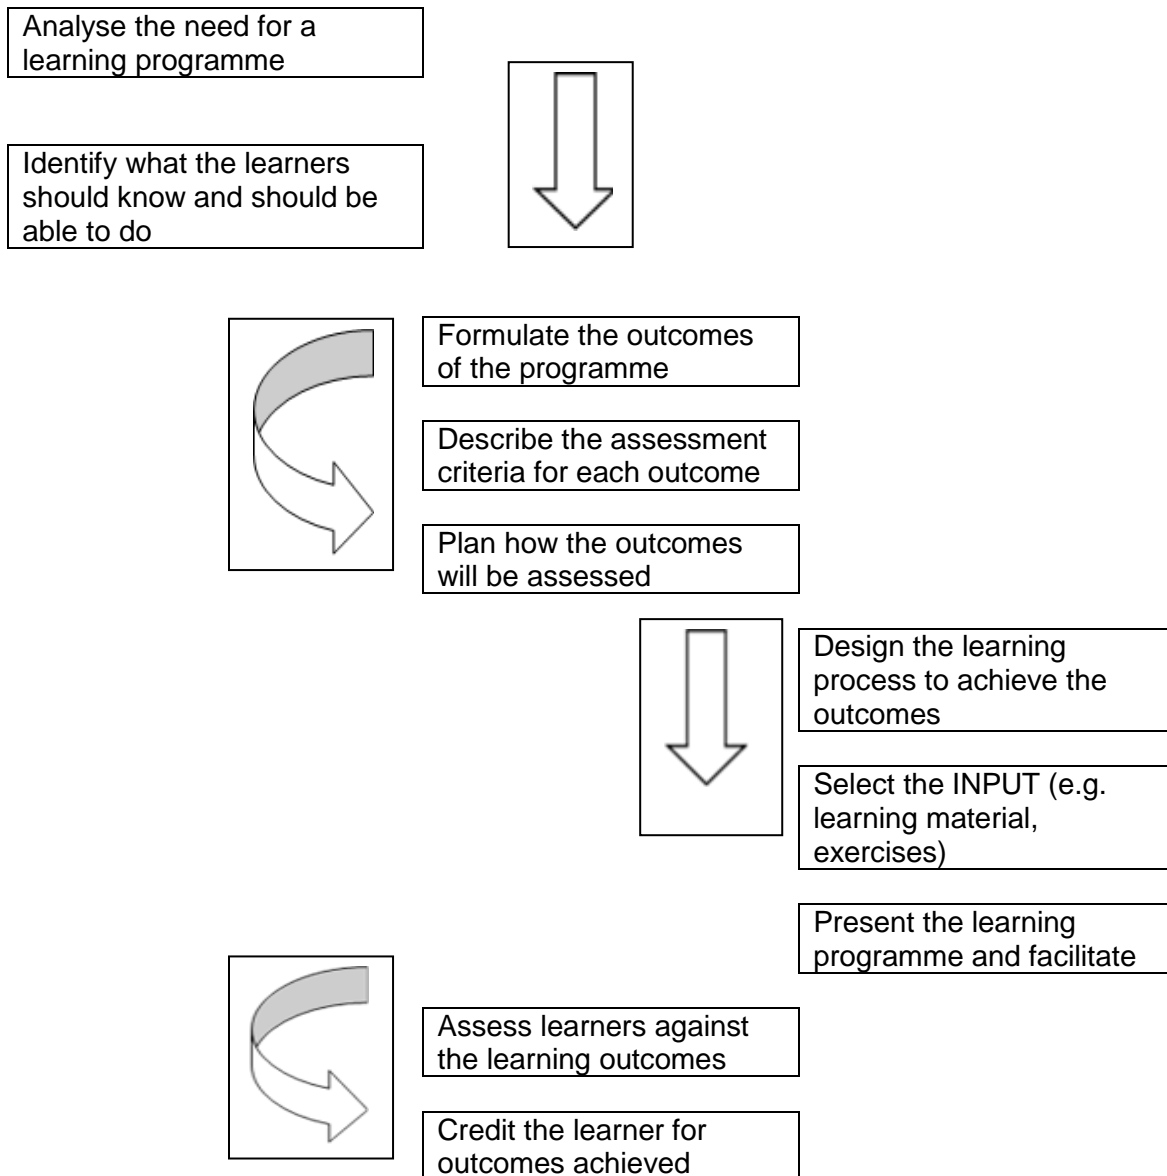 Analyse the need for a
learning programme
Identify what the learners
should know and should be
able to do
Formulate the outcomes
of the programme
Describe the assessment
criteria for each outcome
Plan how the outcomes
will be assessed
Design the learning
process to achieve the
outcomes
Select the INPUT (e.g.
learning material,
exercises)
Present the learning
programme and facilitate
Assess learners against
the learning outcomes
Credit the learner for
outcomes achieved